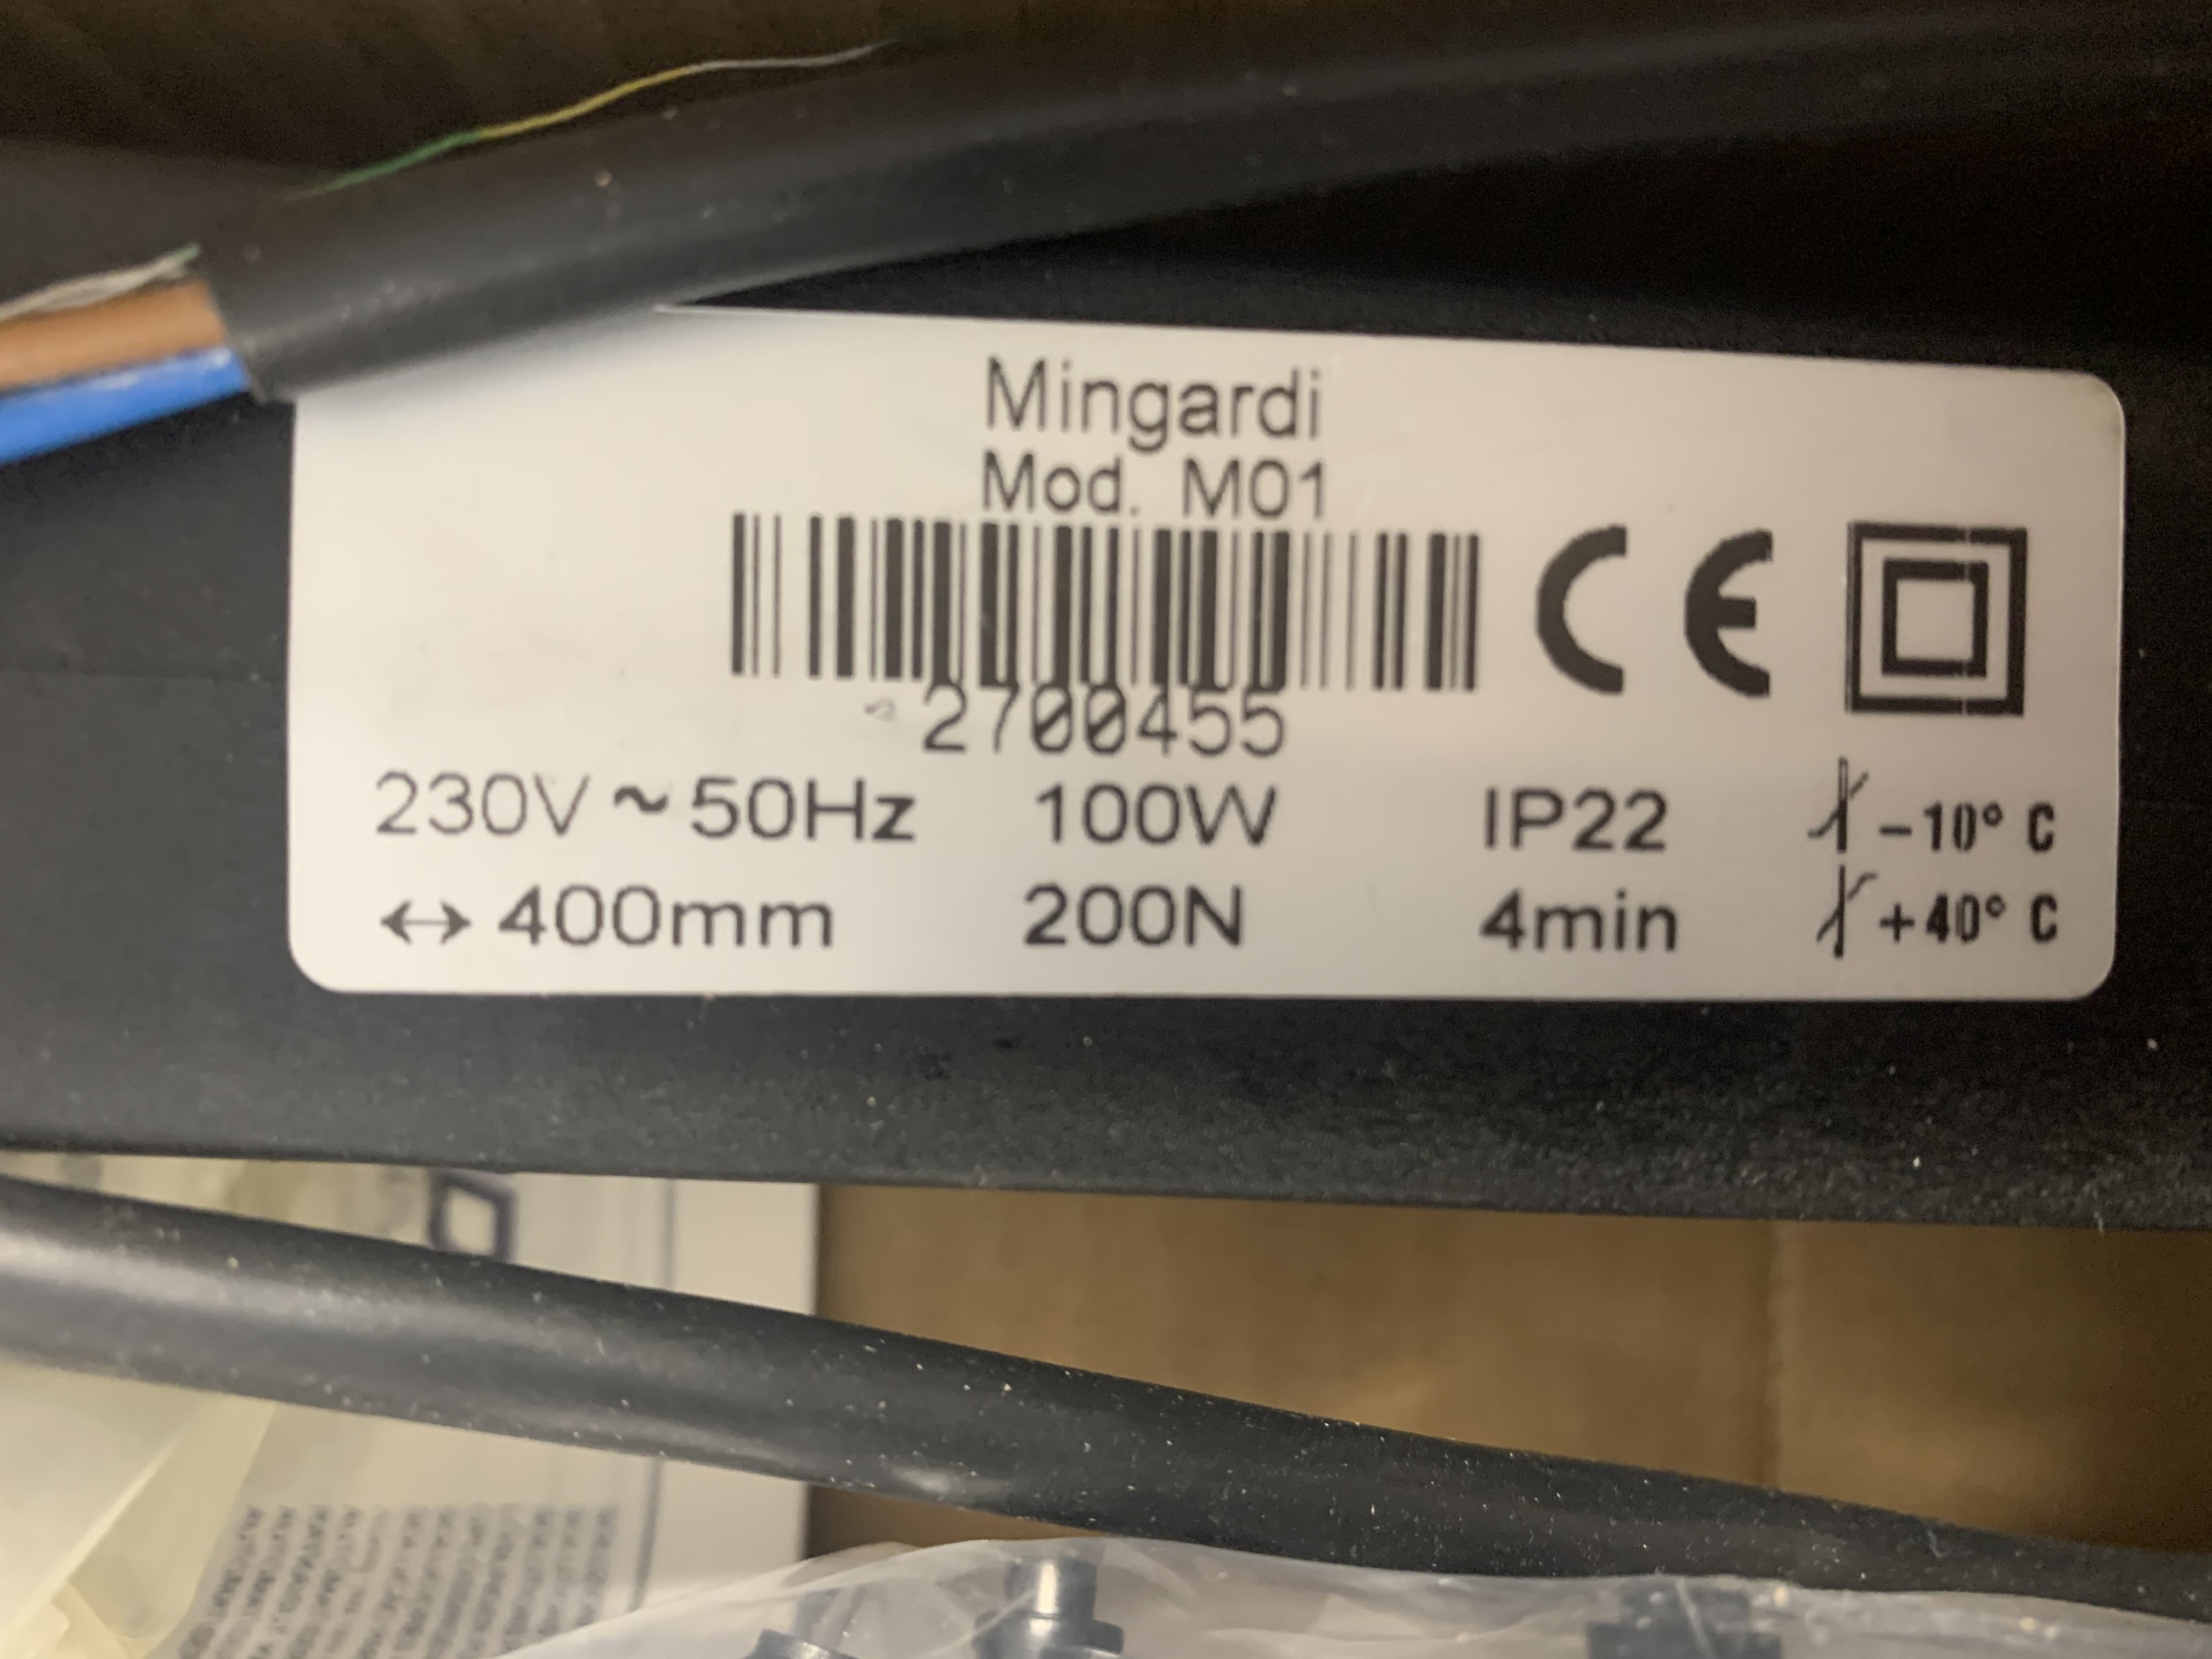 Mingardi
Mod. M01
CE
2700455
230V ~ 50Hz 100W IP22 -10° C
↔ 400mm 200N 4min +40° C